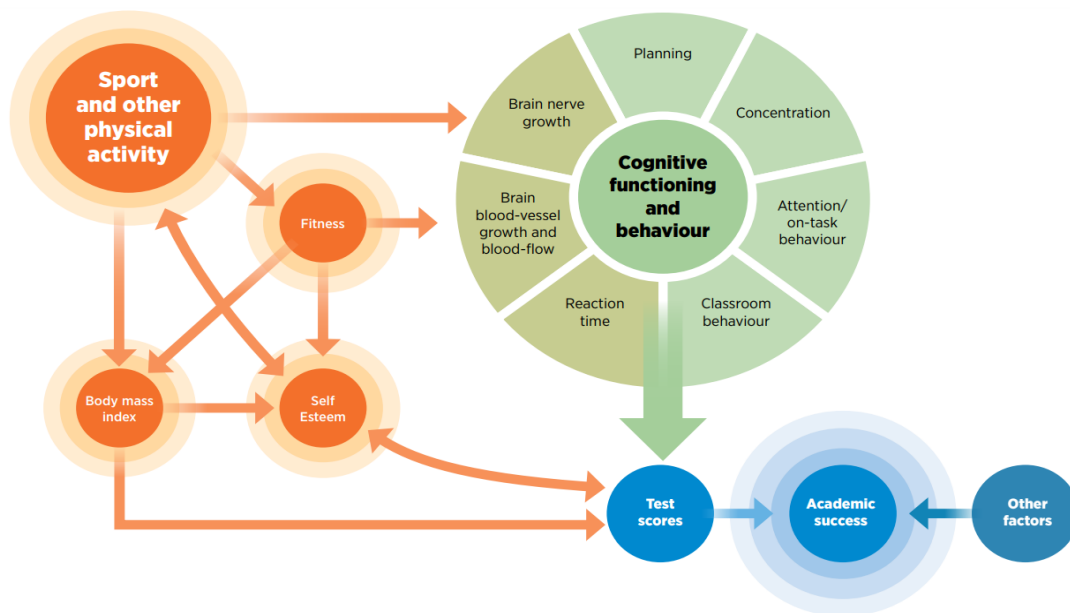 Sport
and other
physical
activity
Fitness
Body mass
index
Self
Esteem
Planning
Brain nerve
growth
Concentration
Cognitive
functioning
and
behaviour
Brain
blood-vessel
growth and
blood-flow
Attention/
on-task
behaviour
Reaction
time
Classroom
behaviour
Test
scores
Academic
success
Other
factors